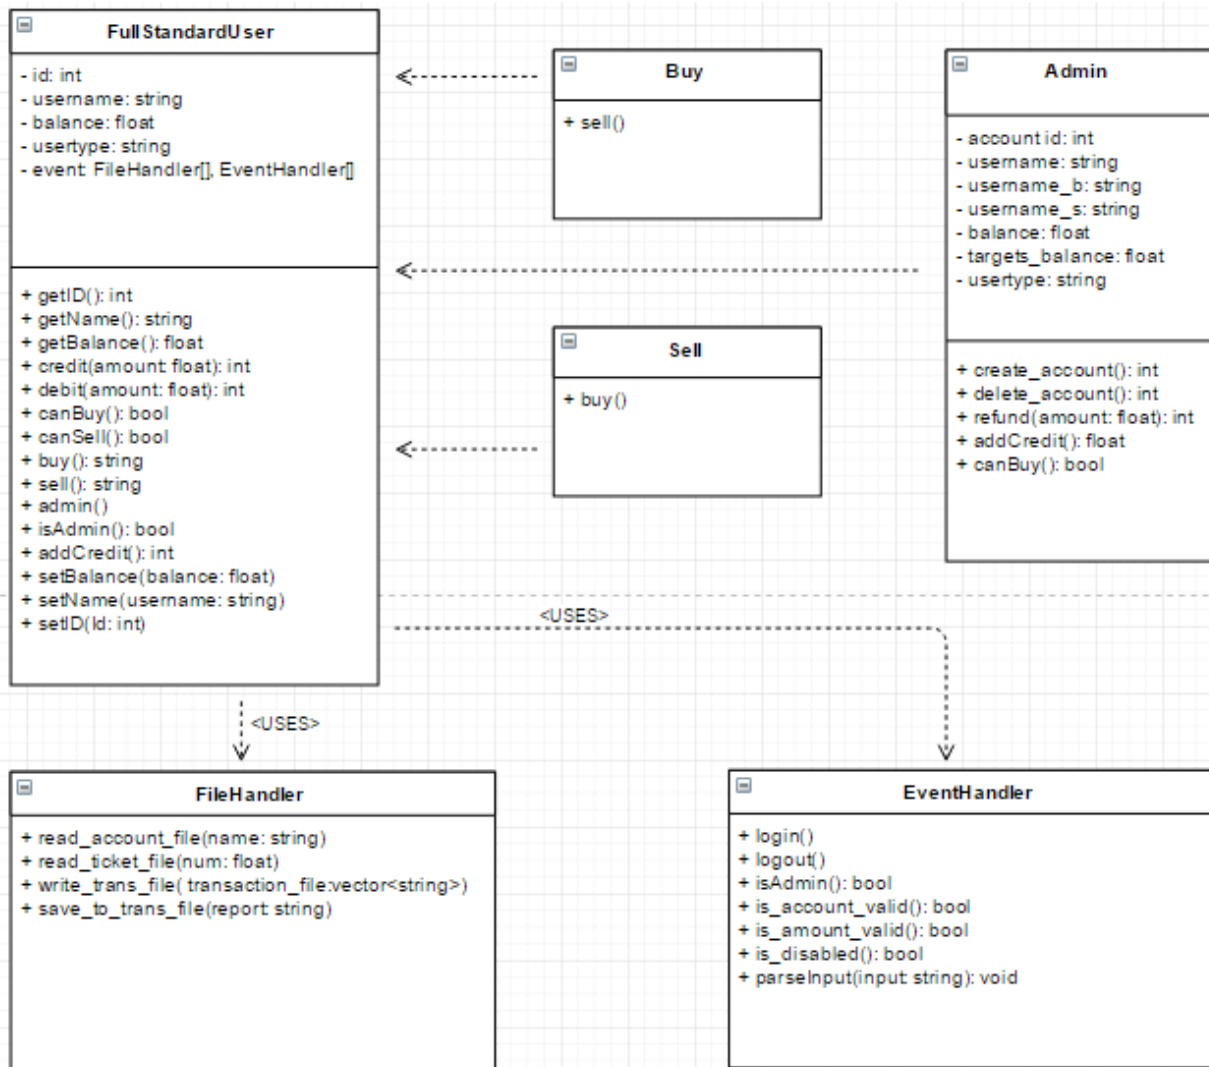 FullStandardUser
- id: int
- username: string
- balance: float
- usertype: string
- event: FileHandler[], EventHandler[]
+ getID(): int
+ getName(): string
+ getBalance(): float
+ credit(amount: float): int
+ debit(amount: float): int
+ canBuy(): bool
+ canSell(): bool
+ buy(): string
+ sell(): string
+ admin()
+ isAdmin(): bool
+ addCredit(): int
+ setBalance(balance: float)
+ setName(username: string)
+ setID(Id: int)
Buy
+ sell()
Admin
- account id: int
- username: string
- username_b: string
- username_s: string
- balance: float
- targets_balance: float
- usertype: string
+ create_account(): int
+ delete_account(): int
+ refund(amount: float): int
+ addCredit(): float
+ canBuy(): bool
Sell
+ buy()
<USES>
<USES>
FileHandler
+ read_account_file(name: string)
+ read_ticket_file(num: float)
+ write_trans_file( transaction_file:vector<string>)
+ save_to_trans_file(report: string)
EventHandler
+ login()
+ logout()
+ isAdmin(): bool
+ is_account_valid(): bool
+ is_amount_valid(): bool
+ is_disabled(): bool
+ parseInput(input: string): void